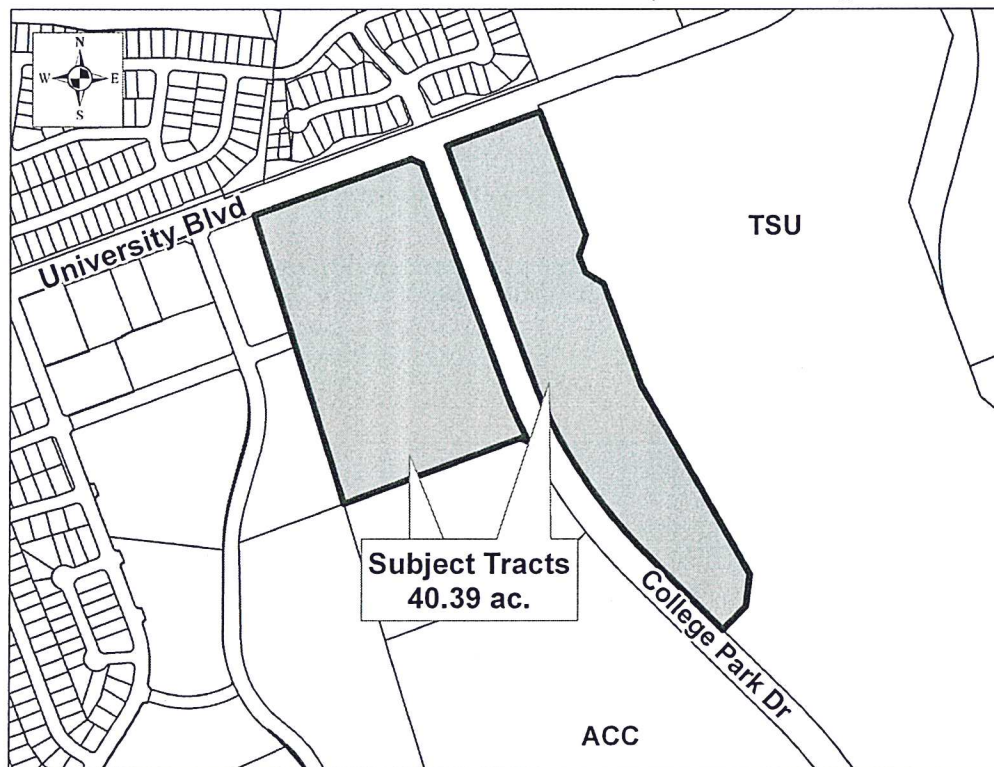 N
W E
S
University Blvd
TSU
Subject Tracts
40.39 ac.
College Park Dr
ACC